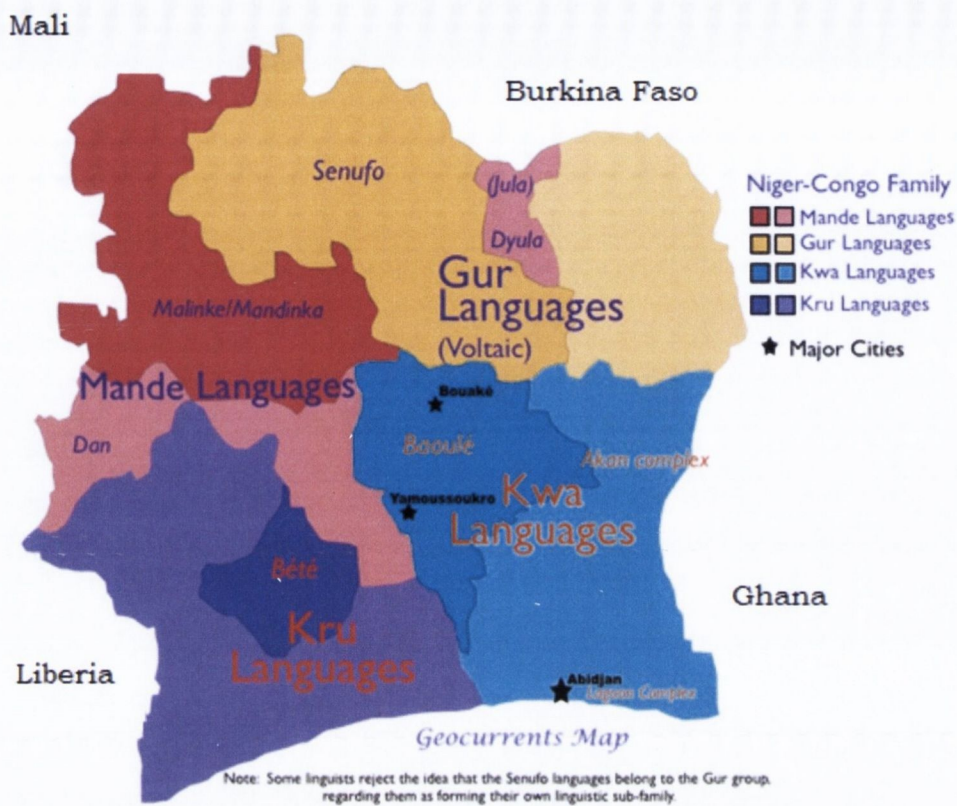 Mali
Burkina Faso
Senufo
(Jula)
Dyula
Niger-Congo Family
Mande Languages
Gur Languages
Kwa Languages
Kru Languages
Major Cities
Gur
Languages
(Voltaic)
Malinke/Mandinka
Mande Languages
Bouaké
Dan
Baoulé
Akan complex
Yamoussoukro
Kwa
Languages
Bété
Ghana
Kru
Languages
Liberia
Abidjan
Lagoon Complex
Geocurrents Map
Note: Some linguists reject the idea that the Senufo languages belong to the Gur group,
regarding them as forming their own linguistic sub-family.